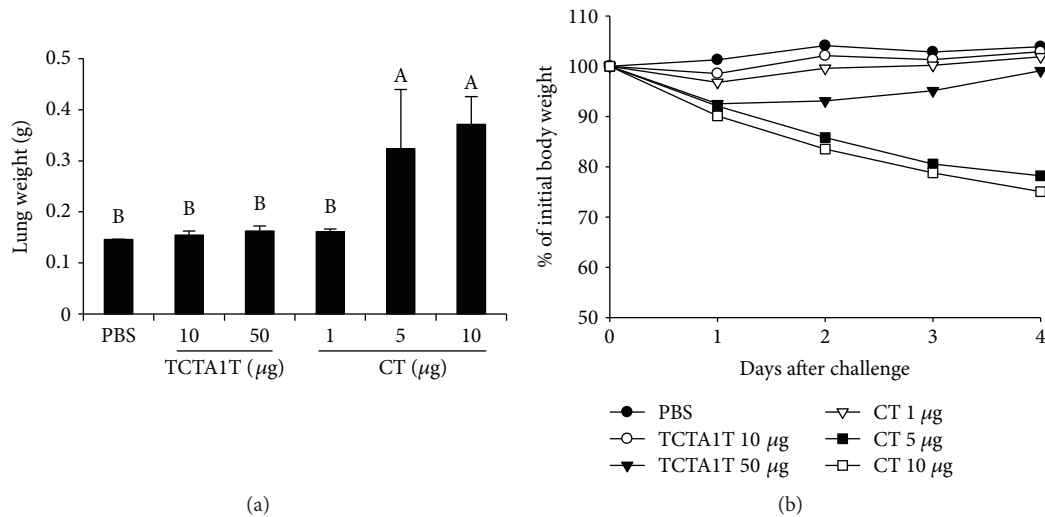 0.5
0.4
0.3
0.2
0.1
0
Lung weight (g)
B
B
B
B
A
A
PBS
10
50
1
5
10
TCTA1T (μg)
CT (μg)
(a)
110
100
90
80
70
60
50
% of initial body weight
0
1
2
3
4
Days after challenge
PBS
TCTA1T 10 μg
TCTA1T 50 μg
CT 1 μg
CT 5 μg
CT 10 μg
(b)